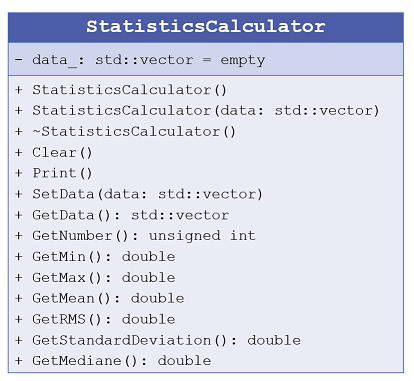 StatisticsCalculator
- data_: std::vector = empty
+ StatisticsCalculator()
+ StatisticsCalculator(data: std::vector)
+ ~StatisticsCalculator()
+ Clear()
+ Print()
+ SetData(data: std::vector)
+ GetData(): std::vector
+ GetNumber(): unsigned int
+ GetMin(): double
+ GetMax(): double
+ GetMean(): double
+ GetRMS(): double
+ GetStandardDeviation(): double
+ GetMediane(): double